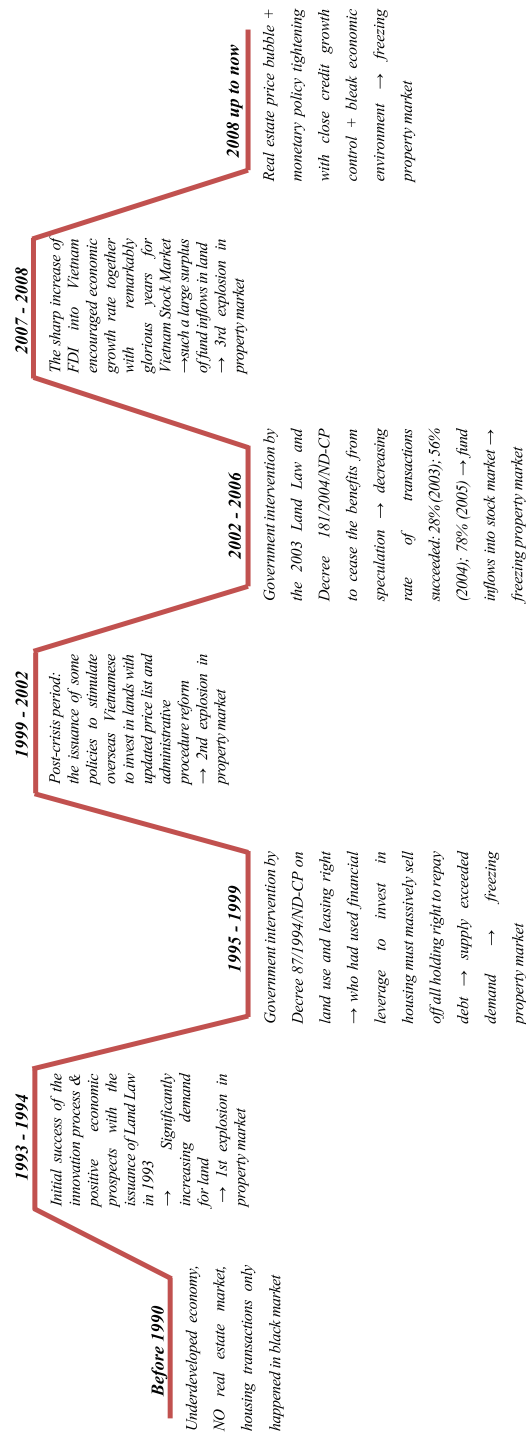 Before 1990
Underdeveloped economy,
NO real estate market,
housing transactions only
happened in black market
1993 - 1994
Initial success of the
innovation process &
positive economic
prospects with the
issuance of Land Law
in 1993
→ Significantly
increasing demand
for land
→ 1st explosion in
property market
1995 - 1999
Government intervention by
Decree 87/1994/ND-CP on
land use and leasing right
→ who had used financial
leverage to invest in
housing must massively sell
off all holding right to repay
debt → supply exceeded
demand → freezing
property market
1999 - 2002
Post-crisis period:
the issuance of some
policies to stimulate
overseas Vietnamese
to invest in lands with
updated price list and
administrative
procedure reform
→ 2nd explosion in
property market
2002 - 2006
Government intervention by
the 2003 Land Law and
Decree 181/2004/ND-CP
to cease the benefits from
speculation → decreasing
rate of transactions
succeeded: 28% (2003); 56%
(2004); 78% (2005) → fund
inflows into stock market →
freezing property market
2007 - 2008
The sharp increase of
FDI into Vietnam
encouraged economic
growth rate together
with remarkably
glorious years for
Vietnam Stock Market
→such a large surplus
of fund inflows in land
→ 3rd explosion in
property market
2008 up to now
Real estate price bubble +
monetary policy tightening
with close credit growth
control + bleak economic
environment → freezing
property market